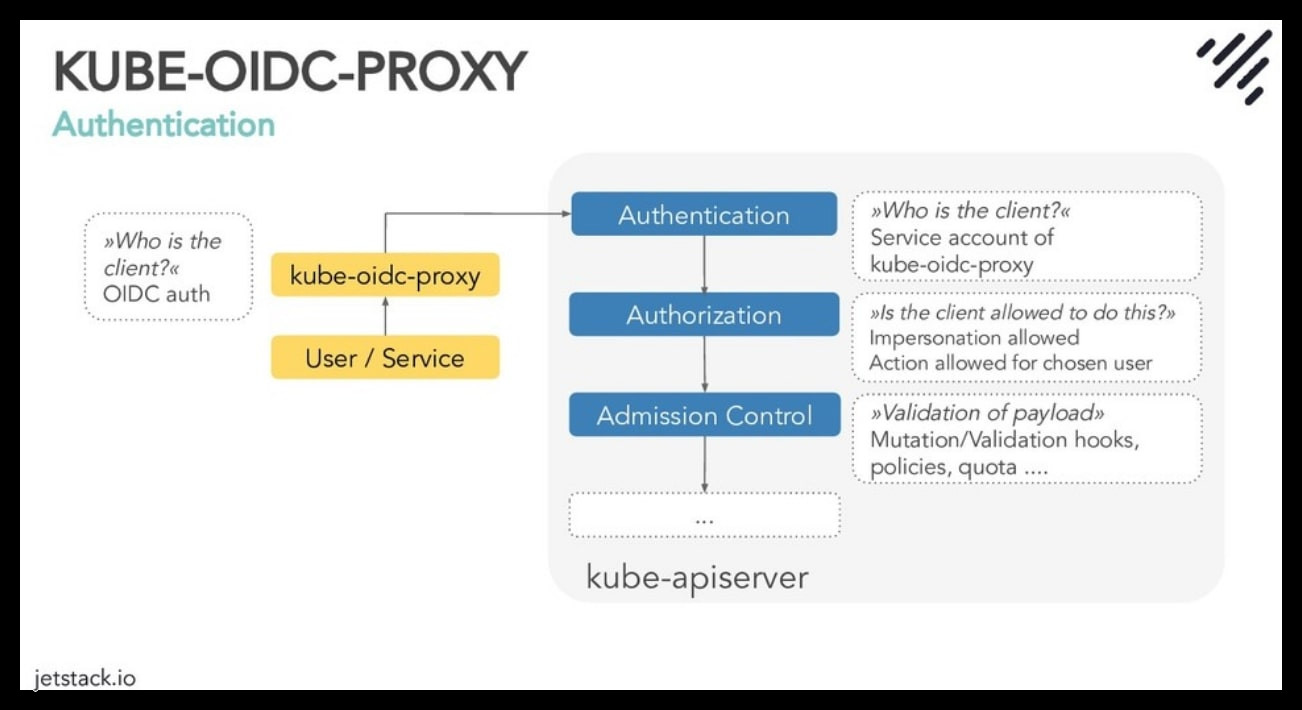 KUBE-OIDC-PROXY
Authentication
»Who is the
client?«
OIDC auth
kube-oidc-proxy
User / Service
Authentication
»Who is the client?«
Service account of
kube-oidc-proxy
Authorization
»Is the client allowed to do this?»
Impersonation allowed
Action allowed for chosen user
Admission Control
»Validation of payload»
Mutation/Validation hooks,
policies, quota ....
...
kube-apiserver
jetstack.io